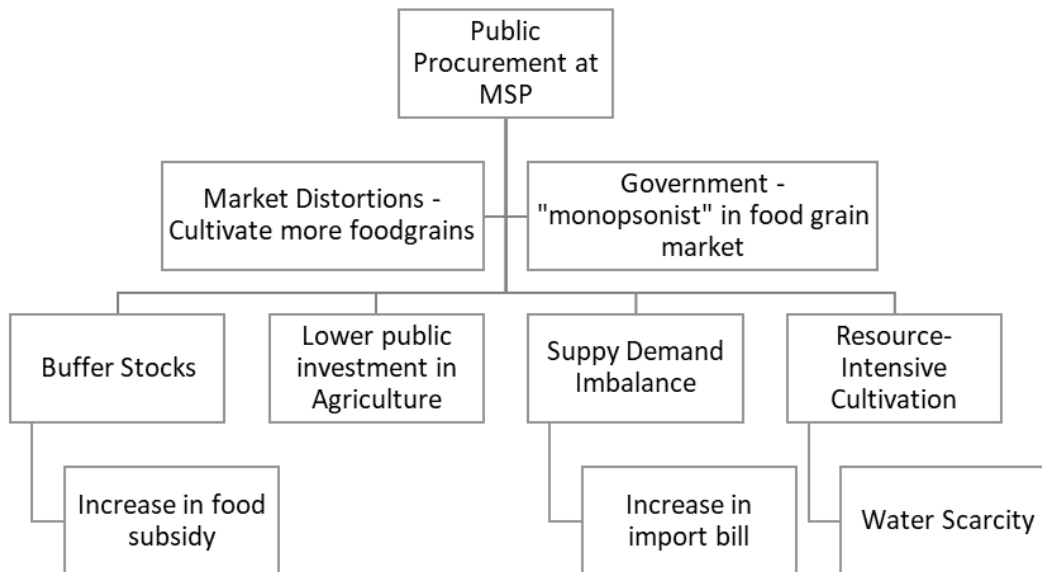 Public
Procurement at
MSP
Market Distortions -
Cultivate more foodgrains
Government -
"monopsonist" in food grain
market
Buffer Stocks
Lower public
investment in
Agriculture
Suppy Demand
Imbalance
Resource-
Intensive
Cultivation
Increase in food
subsidy
Increase in
import bill
Water Scarcity